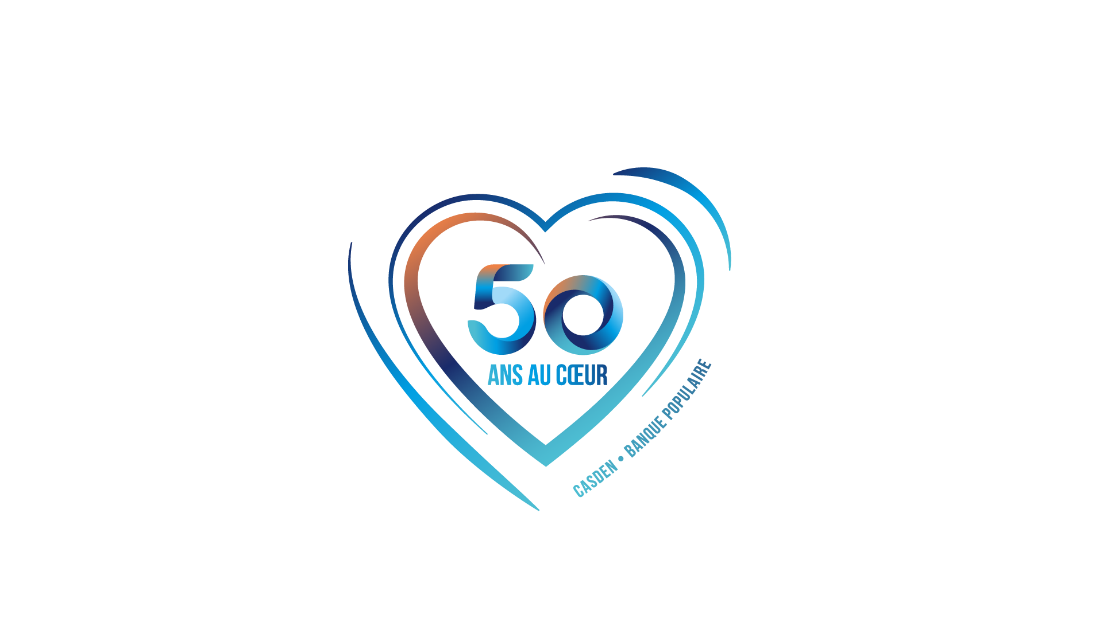 50
ANS AU CŒUR
CASDEN • BANQUE POPULAIRE